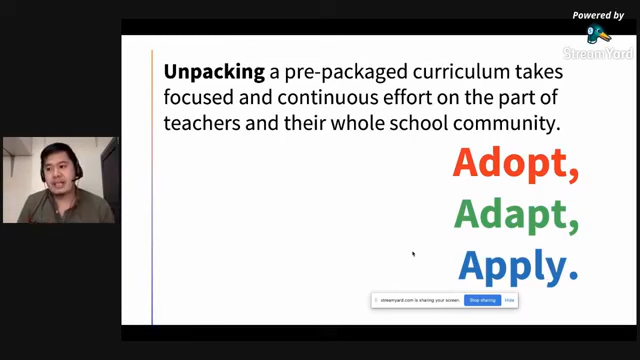 Powered by
StreamYard
Unpacking a pre-packaged curriculum takes
focused and continuous effort on the part of
teachers and their whole school community.
Adopt,
Adapt,
Apply.
streamyard.com is sharing your screen.
Stop sharing
Hide